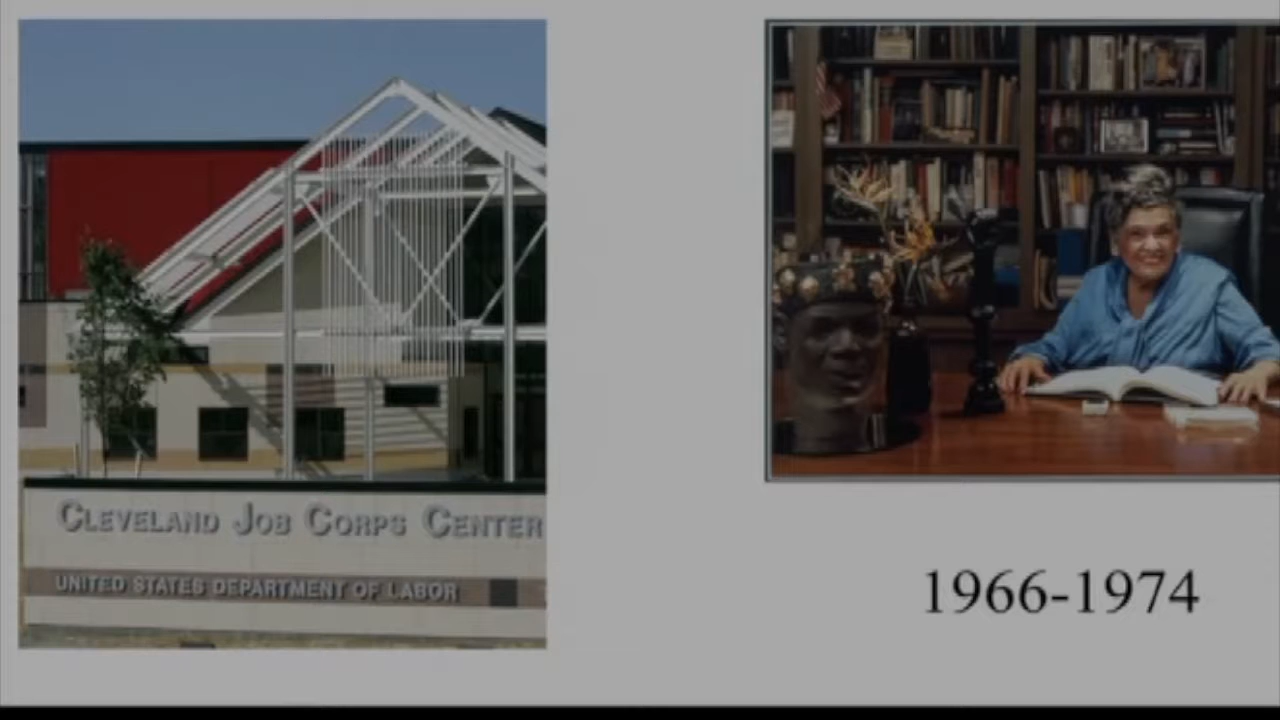 CLEVELAND JOB CORPS CENTER
UNITED STATES DEPARTMENT OF LABOR
1966-1974